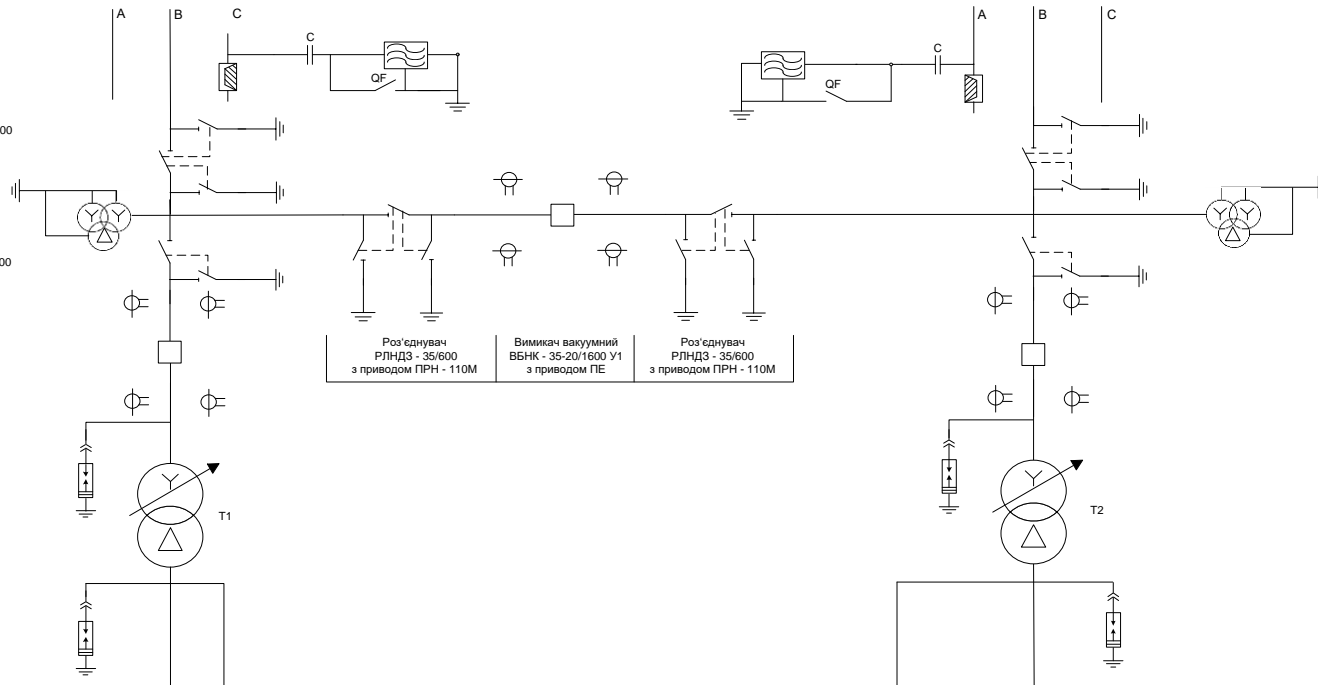 A
B
C
A
B
C
C
C
QF
QF
00
00
Роз'єднувач
РЛНДЗ - 35/600
з приводом ПРН - 110М
Вимикач вакуумний
ВБНК - 35-20/1600 У1
з приводом ПЕ
Роз'єднувач
РЛНДЗ - 35/600
з приводом ПРН - 110М
T1
T2